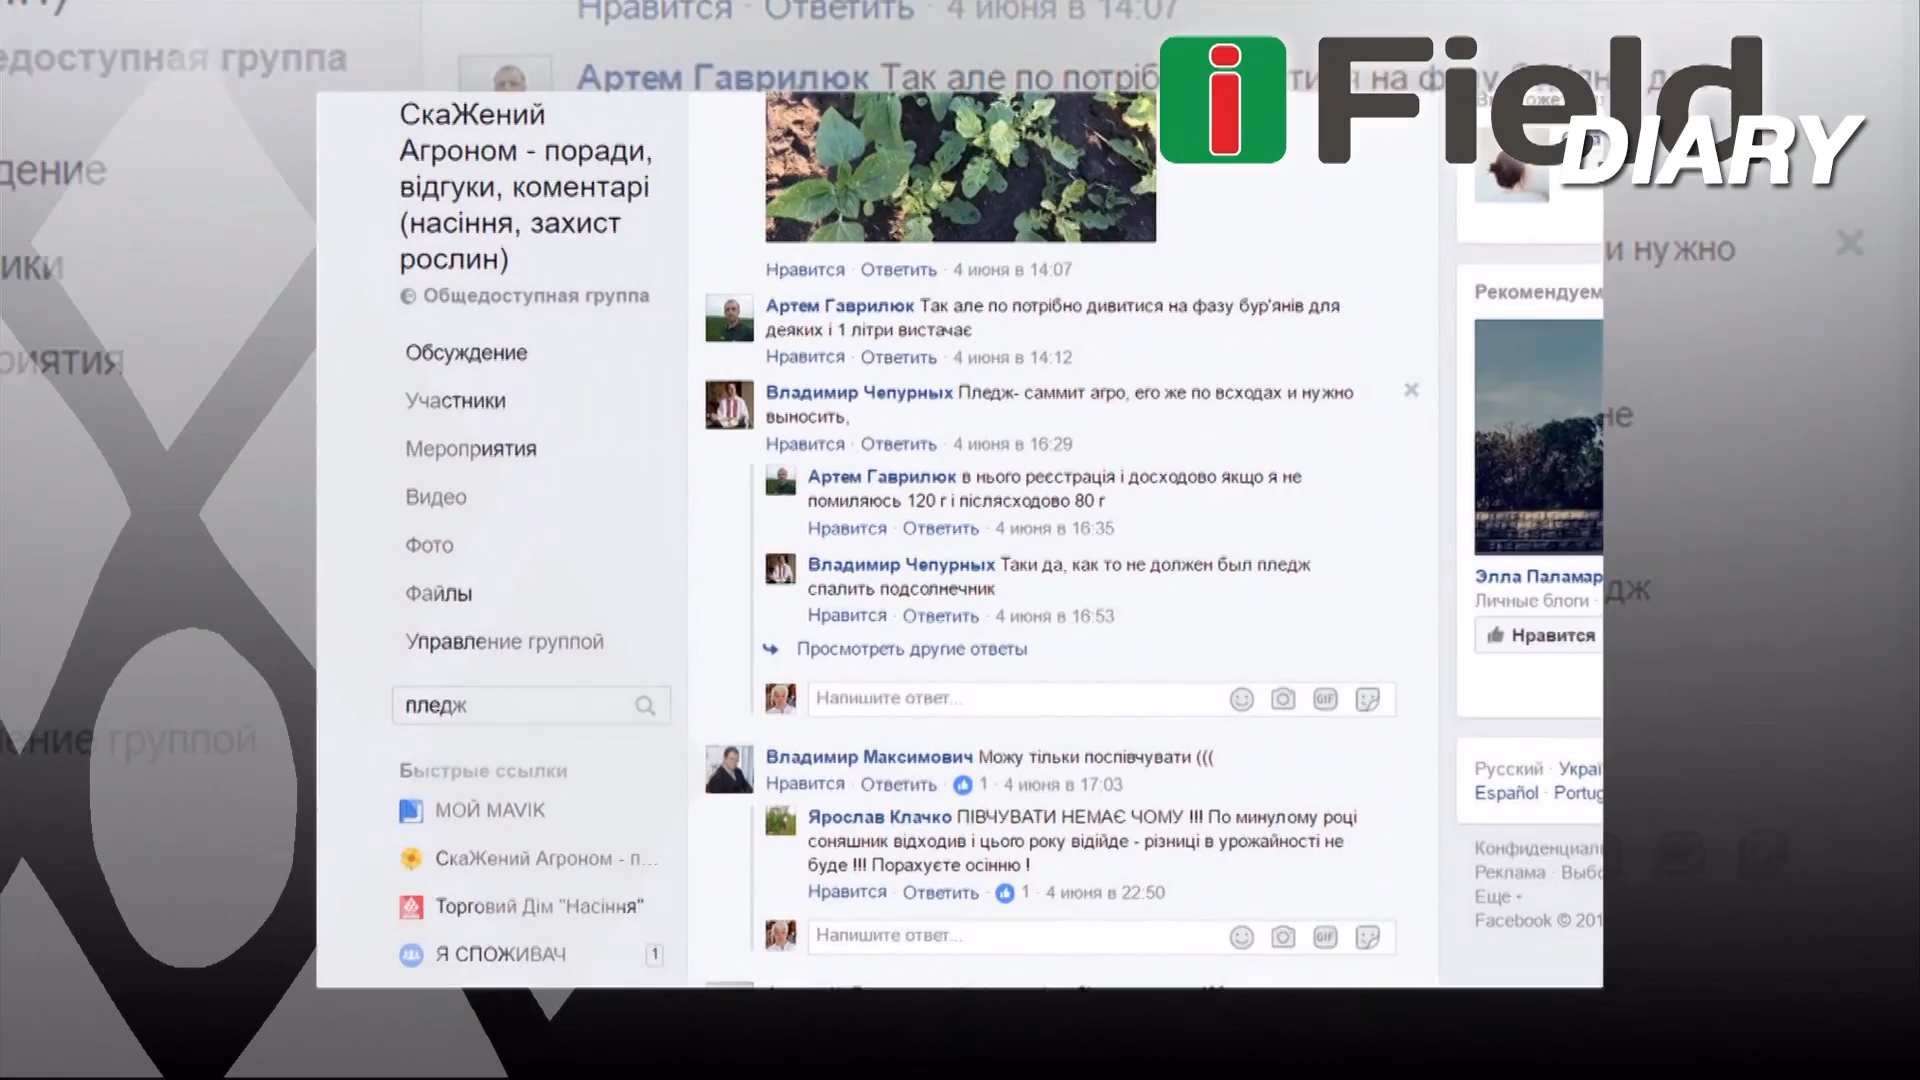 Нравится · Ответить · 4 июня в 14:07
едоступная группа
Артем Гаврилюк Так але по потріб
iField
DIARY
дение
ики
риятия
ение группой
и нужно
не
дж
СкаЖений
Агроном - поради,
відгуки, коментарі
(насіння, захист
рослин)
Общедоступная группа
Обсуждение
Участники
Мероприятия
Видео
Фото
Файлы
Управление группой
пледж
Быстрые ссылки
МОЙ MAVIK
СкаЖений Агроном - п...
Торговий Дім "Насіння"
Я СПОЖИВАЧ 1
Нравится · Ответить · 4 июня в 14:07
Артем Гаврилюк Так але по потрібно дивитися на фазу бур'янів для
деяких і 1 літри вистачає
Нравится · Ответить · 4 июня в 14:12
Владимир Чепурных Пледж- саммит агро, его же по всходах и нужно
выносить,
Нравится · Ответить · 4 июня в 16:29
Артем Гаврилюк в нього реєстрація і досходово якщо я не
помиляюсь 120 г і післясходово 80 г
Нравится · Ответить · 4 июня в 16:35
Владимир Чепурных Таки да, как то не должен был пледж
спалить подсолнечник
Нравится · Ответить · 4 июня в 16:53
Просмотреть другие ответы
Напишите ответ...
GIF
Владимир Максимович Можу тільки поспівчувати (((
Нравится · Ответить · 1 · 4 июня в 17:03
Ярослав Клачко ПІВЧУВАТИ НЕМАЄ ЧОМУ !!! По минулому році
соняшник відходив і цього року відійде - різниці в урожайності не
буде !!! Порахуєте осінню !
Нравится · Ответить · 1 · 4 июня в 22:50
Напишите ответ...
GIF
Рекомендуем
Элла Паламар
Личные блоги ·
Нравится
Русский · Украї
Español · Portug
Конфиденциал
Реклама · Выбо
Еще
Facebook © 201